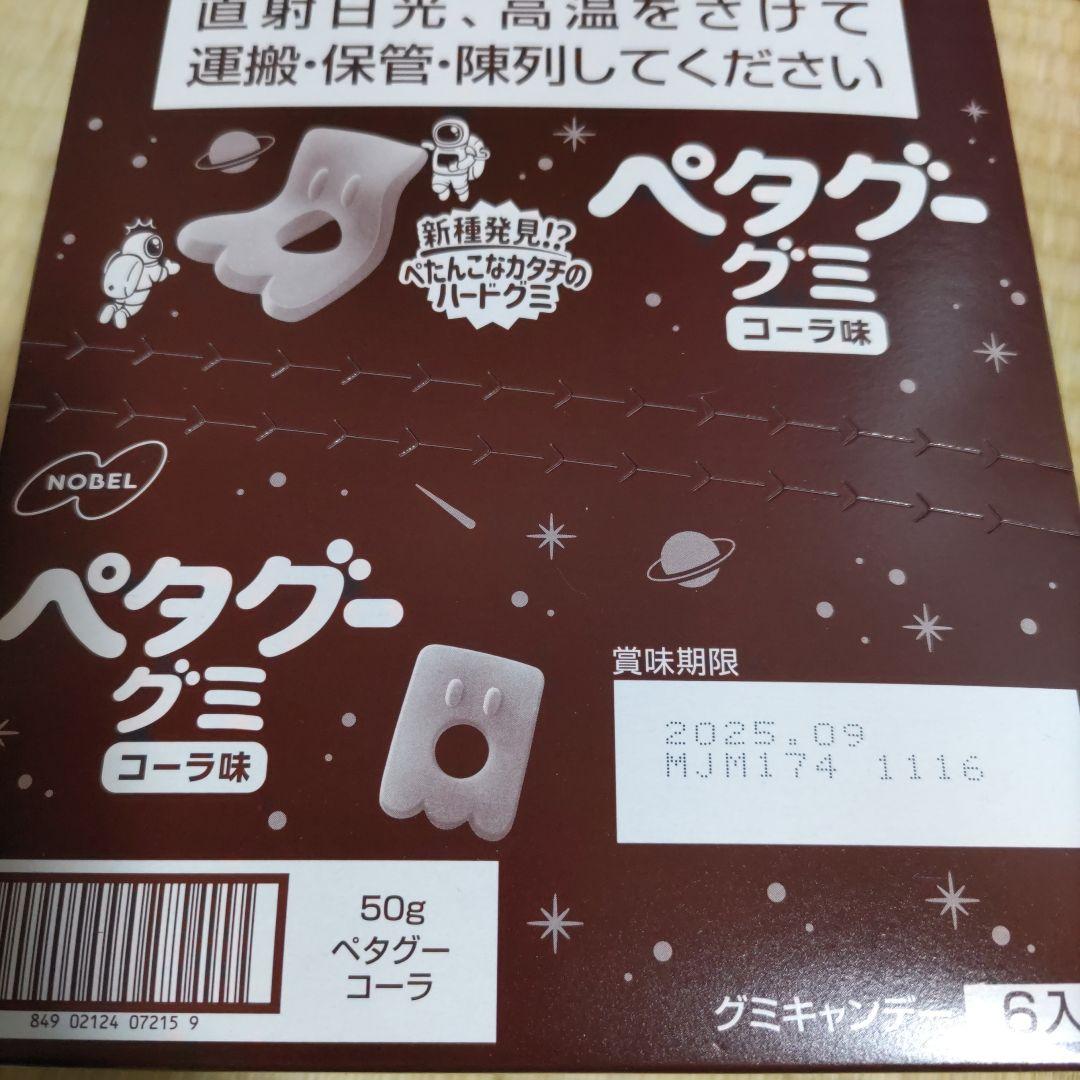 直射日光、高温をさけて
運搬・保管・陳列してください
新種発見!?
ぺたんこなカタチの
ハードグミ
ペタグー
グミ
コーラ味
NOBEL
ペタグー
グミ
コーラ味
賞味期限
2025.09
MJM174 1116
50g
ペタグー
コーラ
849 02124 07215 9
グミキャンデー 6入